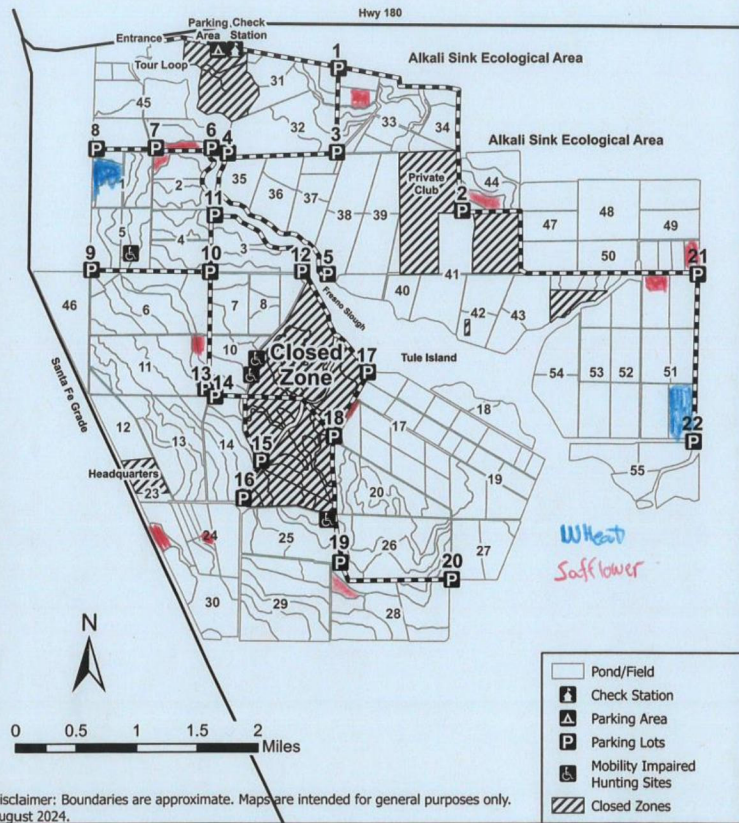 Hwy 180
Parking Check
Area Station
Entrance
Tour Loop
Alkali Sink Ecological Area
1
31
45
33
34
32
8
7
6
4
3
Alkali Sink Ecological Area
1
2
35
36
37
38
39
Private
Club
44
2
47
48
49
11
5
4
3
50
9
10
12
5
41
21
46
6
7
8
40
42
43
Fresno Slough
11
10
Closed
Zone
17
Tule Island
54
53
52
51
13
14
Santa Fe Grade
12
13
14
18
17
18
22
15
55
Headquarters
23
16
20
19
24
25
26
27
Wheat
Safflower
19
20
30
29
28
N
0 0.5 1 1.5 2
Miles
Pond/Field
Check Station
P Parking Area
P Parking Lots
Mobility Impaired
Hunting Sites
Closed Zones
isclaimer: Boundaries are approximate. Maps are intended for general purposes only.
ugust 2024.